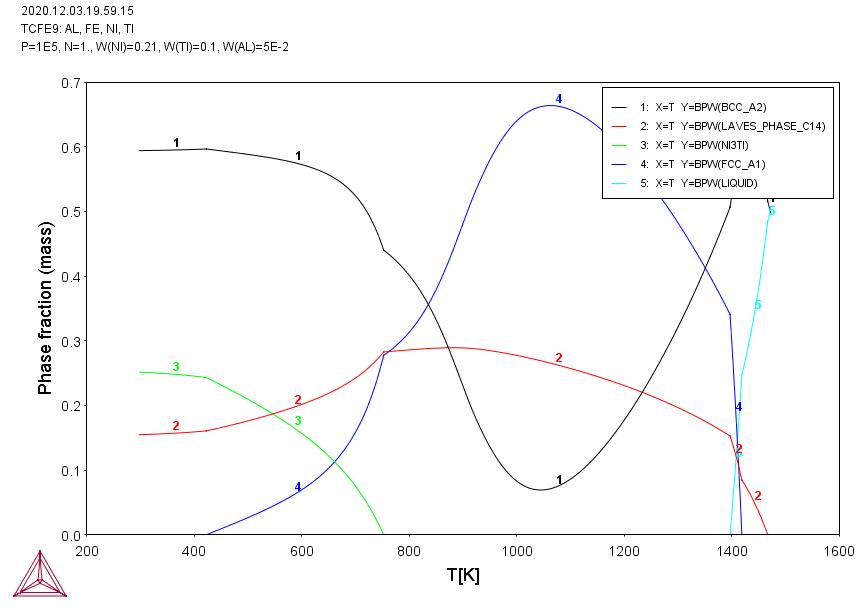 2020.12.03.19.59.15
TCFE9: AL, FE, NI, TI
P=1E5, N=1., W(NI)=0.21, W(TI)=0.1, W(AL)=5E-2
0.7
0.6
0.5
0.4
0.3
0.2
0.1
0.0
Phase fraction (mass)
1: X=T Y=BPW(BCC_A2)
2: X=T Y=BPW(LAVES_PHASE_C14)
3: X=T Y=BPW(NI3TI)
4: X=T Y=BPW(FCC_A1)
5: X=T Y=BPW(LIQUID)
4
1
1
5
3
5
2
2
4
2
3
2
4
1
2
200 400 600 800 1000 1200 1400 1600
T[K]